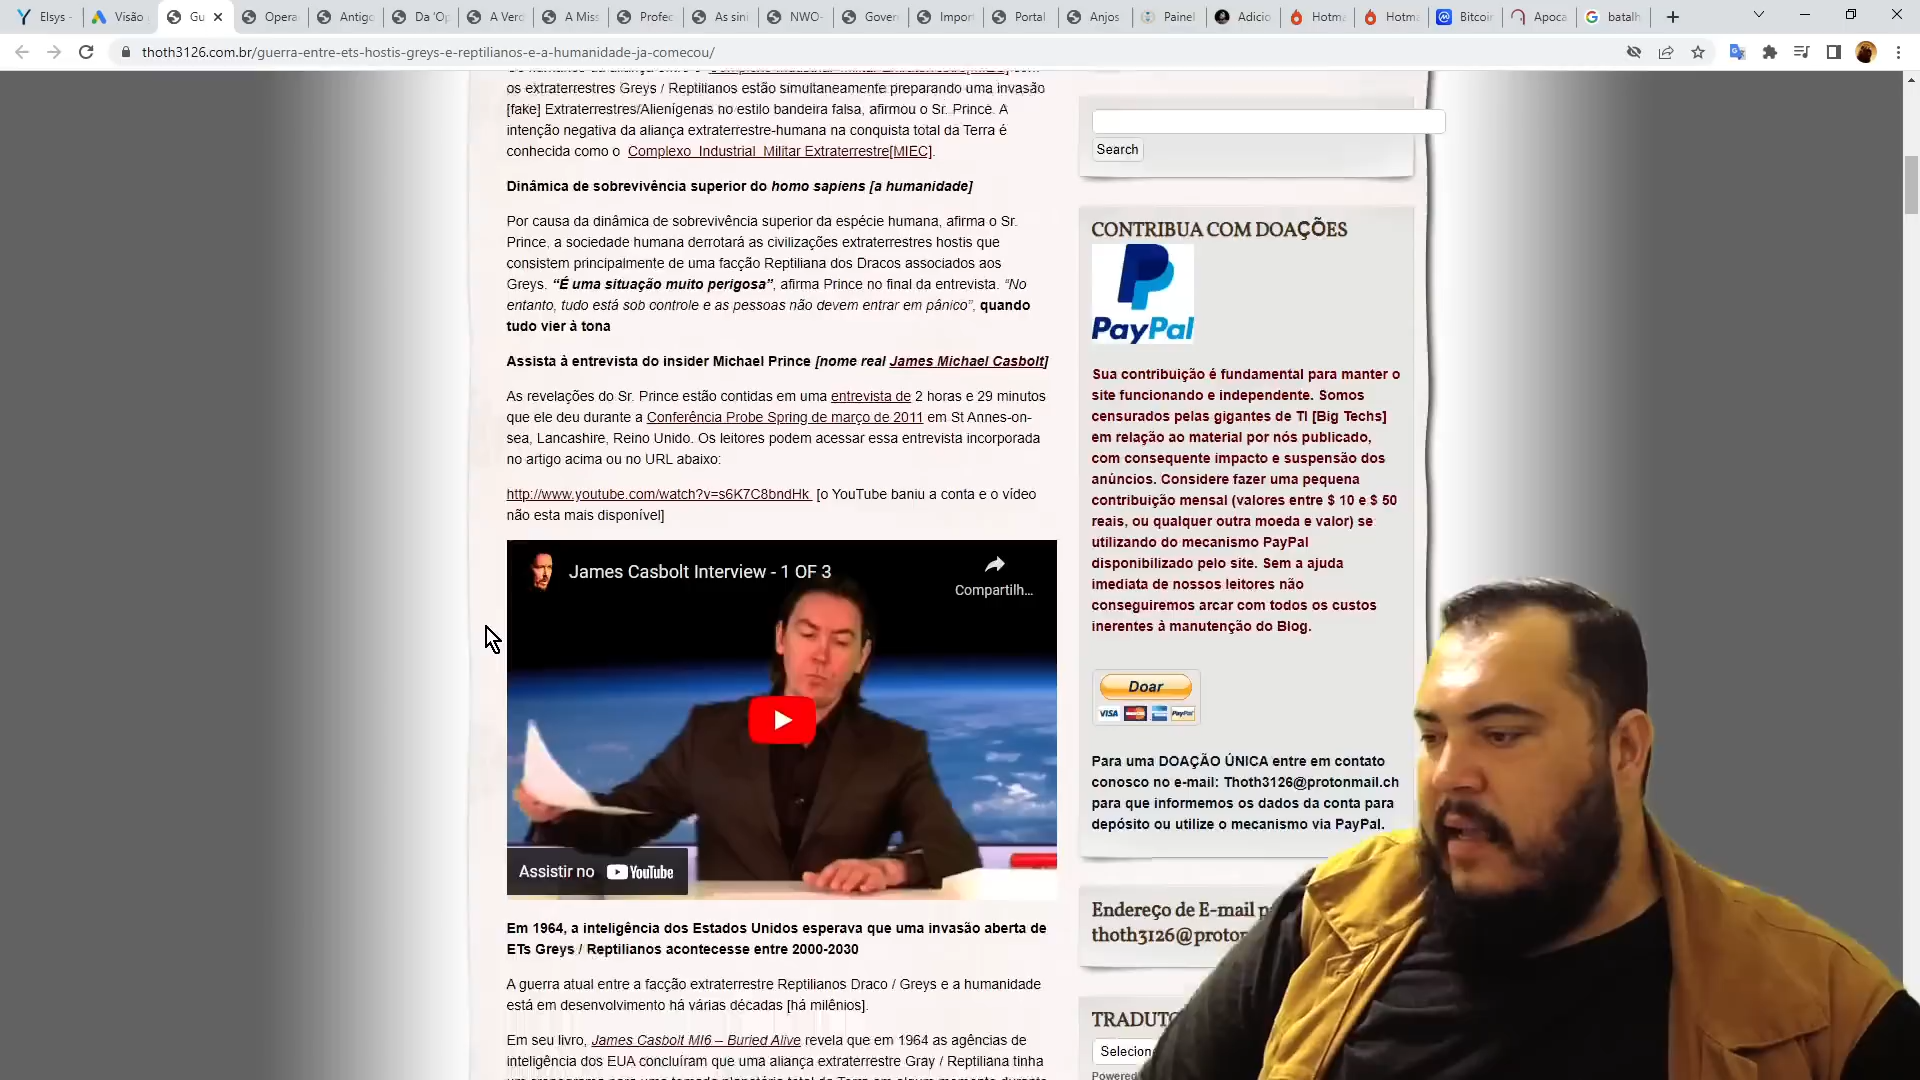 Elsys -
Visão
Gu
Opera
Antigo
Da 'Op
A Verd
A Miss
Profec
As sini
NWO-
Gover
Import
Portal
Anjos
Painel
Adicio
Hotma
Hotma
Bitcoir
Apoca
batalh
thoth3126.com.br/guerra-entre-ets-hostis-greys-e-reptilianos-e-a-humanidade-ja-comecou/
os extraterrestres Greys / Reptilianos estão simultaneamente preparando uma invasão
[fake] Extraterrestres/Alienígenas no estilo bandeira falsa, afirmou o Sr. Prince. A
intenção negativa da aliança extraterrestre-humana na conquista total da Terra é
conhecida como o Complexo Industrial Militar Extraterrestre[MIEC].
Dinâmica de sobrevivência superior do homo sapiens [a humanidade]
Por causa da dinâmica de sobrevivência superior da espécie humana, afirma o Sr.
Prince, a sociedade humana derrotará as civilizações extraterrestres hostis que
consistem principalmente de uma facção Reptiliana dos Dracos associados aos
Greys. “É uma situação muito perigosa”, afirma Prince no final da entrevista. “No
entanto, tudo está sob controle e as pessoas não devem entrar em pânico”, quando
tudo vier à tona
Assista à entrevista do insider Michael Prince [nome real James Michael Casbolt]
As revelações do Sr. Prince estão contidas em uma entrevista de 2 horas e 29 minutos
que ele deu durante a Conferência Probe Spring de março de 2011 em St Annes-on-
sea, Lancashire, Reino Unido. Os leitores podem acessar essa entrevista incorporada
no artigo acima ou no URL abaixo:
http://www.youtube.com/watch?v=s6K7C8bndHk [o YouTube baniu a conta e o vídeo
não esta mais disponível]
James Casbolt Interview - 1 OF 3
Compartilh...
Assistir no YouTube
Em 1964, a inteligência dos Estados Unidos esperava que uma invasão aberta de
ETs Greys / Reptilianos acontecesse entre 2000-2030
A guerra atual entre a facção extraterrestre Reptilianos Draco / Greys e a humanidade
está em desenvolvimento há várias décadas [há milênios].
Em seu livro, James Casbolt MI6 – Buried Alive revela que em 1964 as agências de
inteligência dos EUA concluíram que uma aliança extraterrestre Gray / Reptiliana tinha
Search
CONTRIBUA COM DOAÇÕES
PayPal
Sua contribuição é fundamental para manter o
site funcionando e independente. Somos
censurados pelas gigantes de TI [Big Techs]
em relação ao material por nós publicado,
com consequente impacto e suspensão dos
anúncios. Considere fazer uma pequena
contribuição mensal (valores entre $ 10 e $ 50
reais, ou qualquer outra moeda e valor) se
utilizando do mecanismo PayPal
disponibilizado pelo site. Sem a ajuda
imediata de nossos leitores não
conseguiremos arcar com todos os custos
inerentes à manutenção do Blog.
Doar
VISA
PayPal
Para uma DOAÇÃO ÚNICA entre em contato
conosco no e-mail: Thoth3126@protonmail.ch
para que informemos os dados da conta para
depósito ou utilize o mecanismo via PayPal.
Endereço de E-mail p
thoth3126@proton
TRADUTO
Selecion
Powered